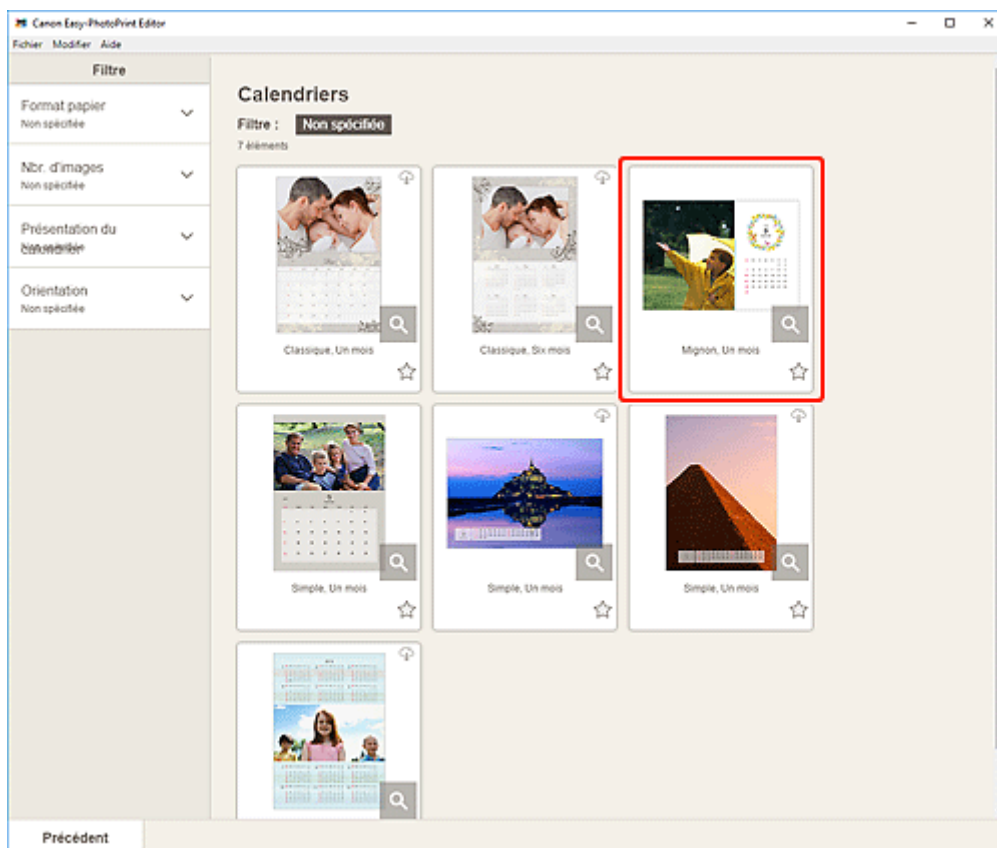 Canon Easy-PhotoPrint Editor
Fichier Modifier Aide
Filtre
Format papier
Non spécifiée
Nbr. d'images
Non spécifiée
Présentation du
calendrier
Non spécifiée
Orientation
Non spécifiée
Calendriers
Filtre : Non spécifiée
7 éléments
Classique, Un mois
Classique, Six mois
Mignon, Un mois
Simple, Un mois
Simple, Un mois
Simple, Un mois
Précédent